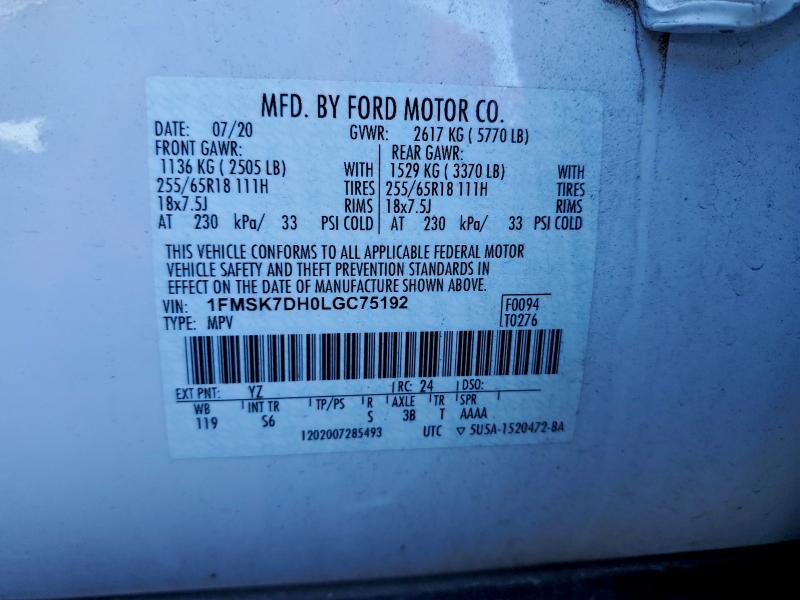 MFD. BY FORD MOTOR CO.
DATE: 07/20 GVWR: 2617 KG ( 5770 LB)
FRONT GAWR: REAR GAWR:
1136 KG ( 2505 LB) WITH 1529 KG ( 3370 LB) WITH
255/65R18 111H TIRES 255/65R18 111H TIRES
18x7.5J RIMS 18x7.5J RIMS
AT 230 kPa/ 33 PSI COLD AT 230 kPa/ 33 PSI COLD
THIS VEHICLE CONFORMS TO ALL APPLICABLE FEDERAL MOTOR
VEHICLE SAFETY AND THEFT PREVENTION STANDARDS IN
EFFECT ON THE DATE OF MANUFACTURE SHOWN ABOVE.
VIN: 1FMSK7DH0LGC75192 F0094
TYPE: MPV T0276
EXT PNT: YZ RC: 24 DSO:
WB INT TR TP/PS R AXLE TR SPR
119 S6 S 3B T AAAA
1202007285493 UTC ▽ 5U5A-1520472-BA